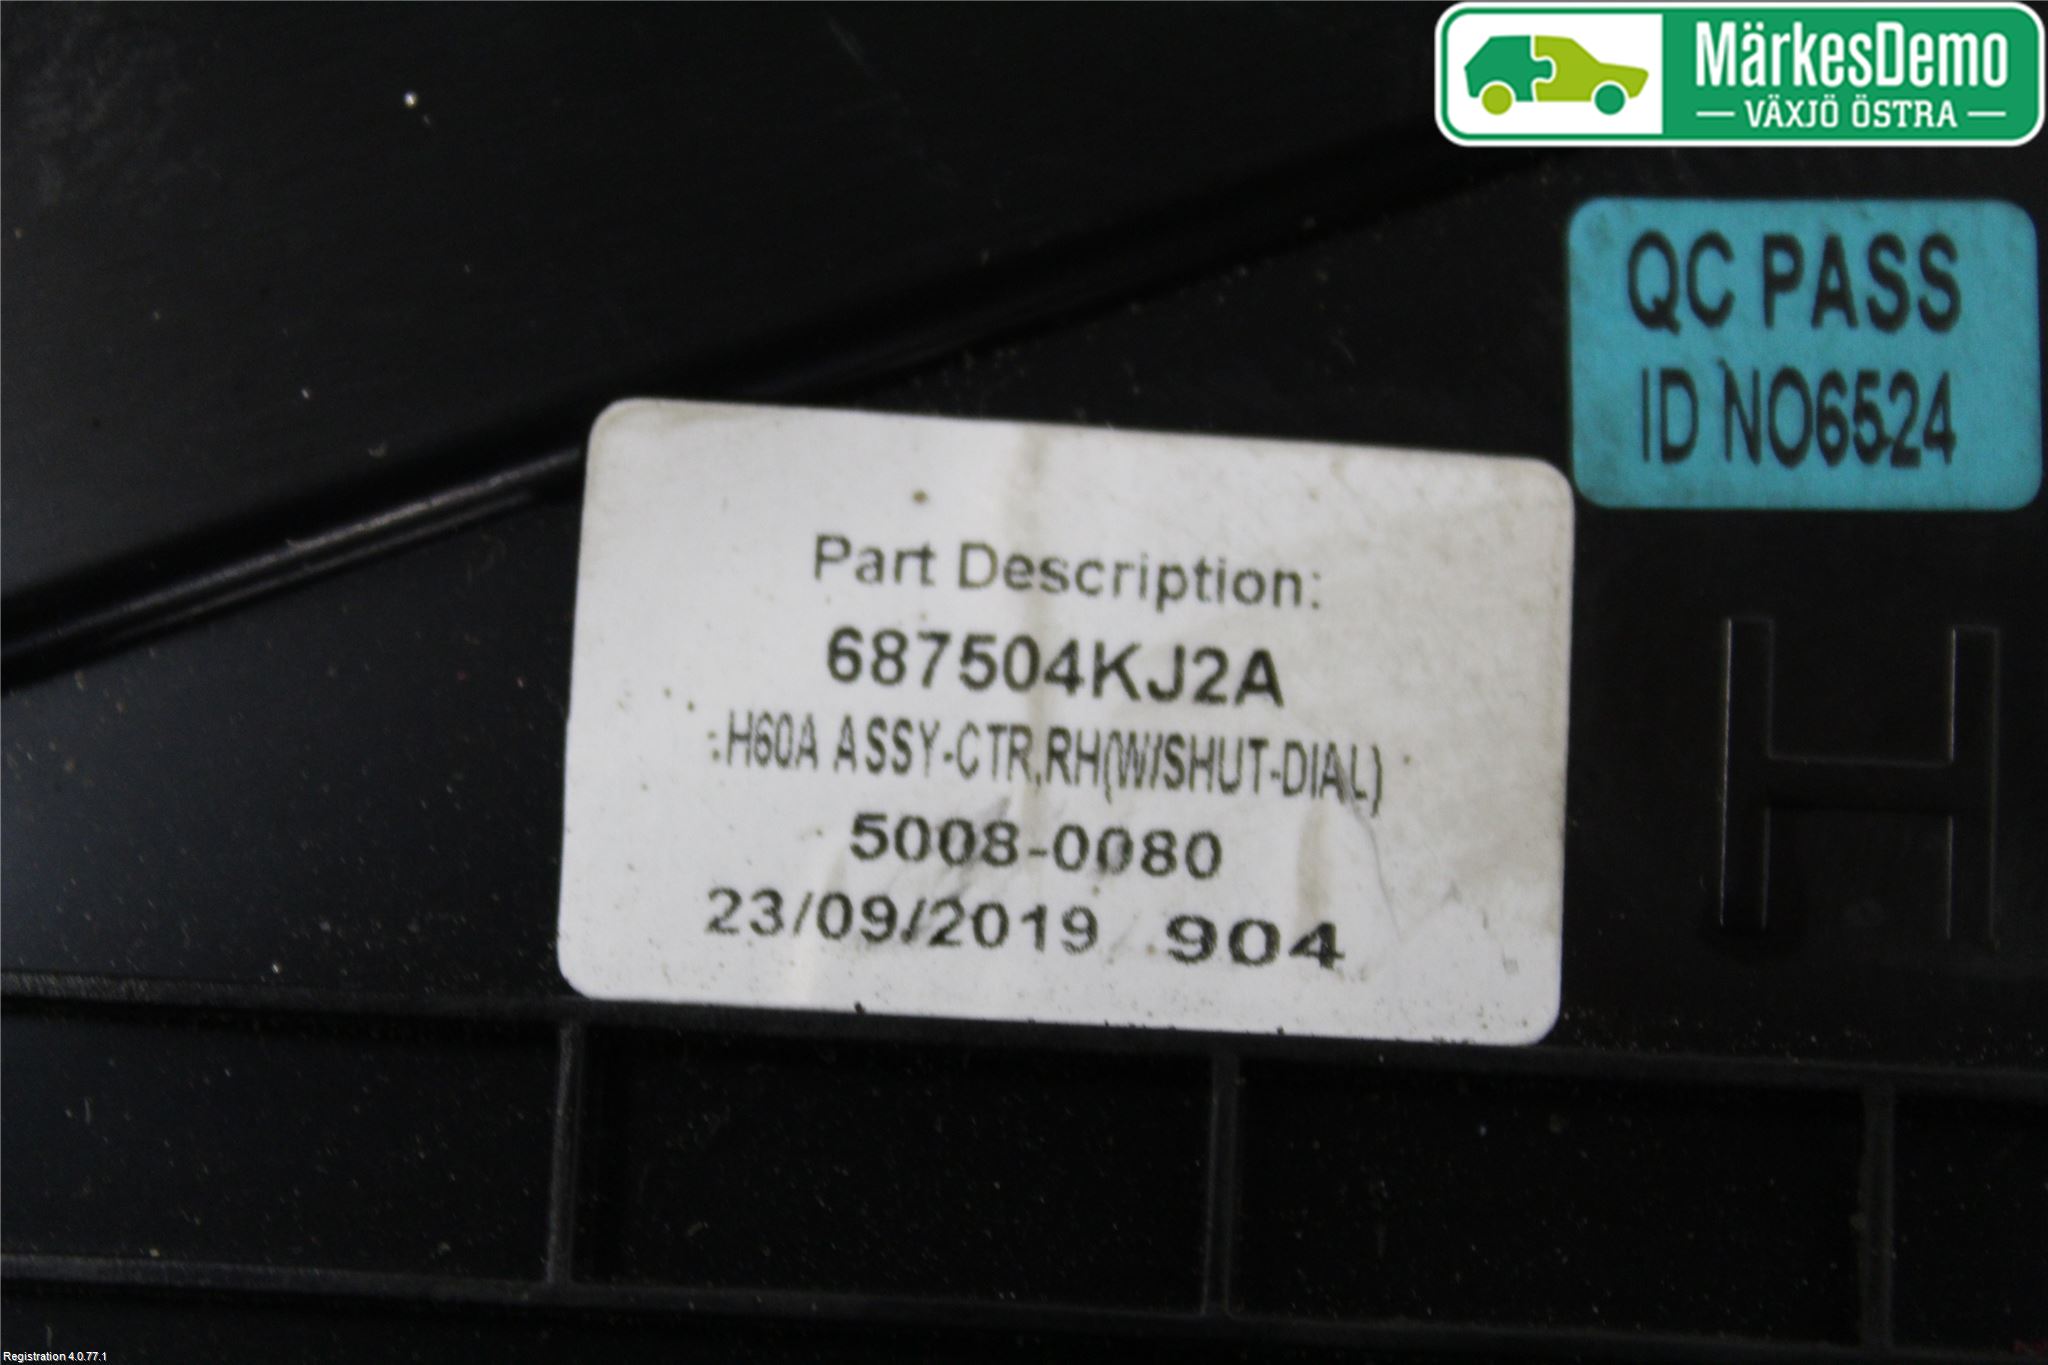 MärkesDemo
VÄXJÖ ÖSTRA
QC PASS
ID NO6524
Part Description:
687504KJ2A
:H60A ASSY-CTR,RH(W/SHUT-DIAL)
5008-0080
23/09/2019 904
H
Registration 4.0.77.1